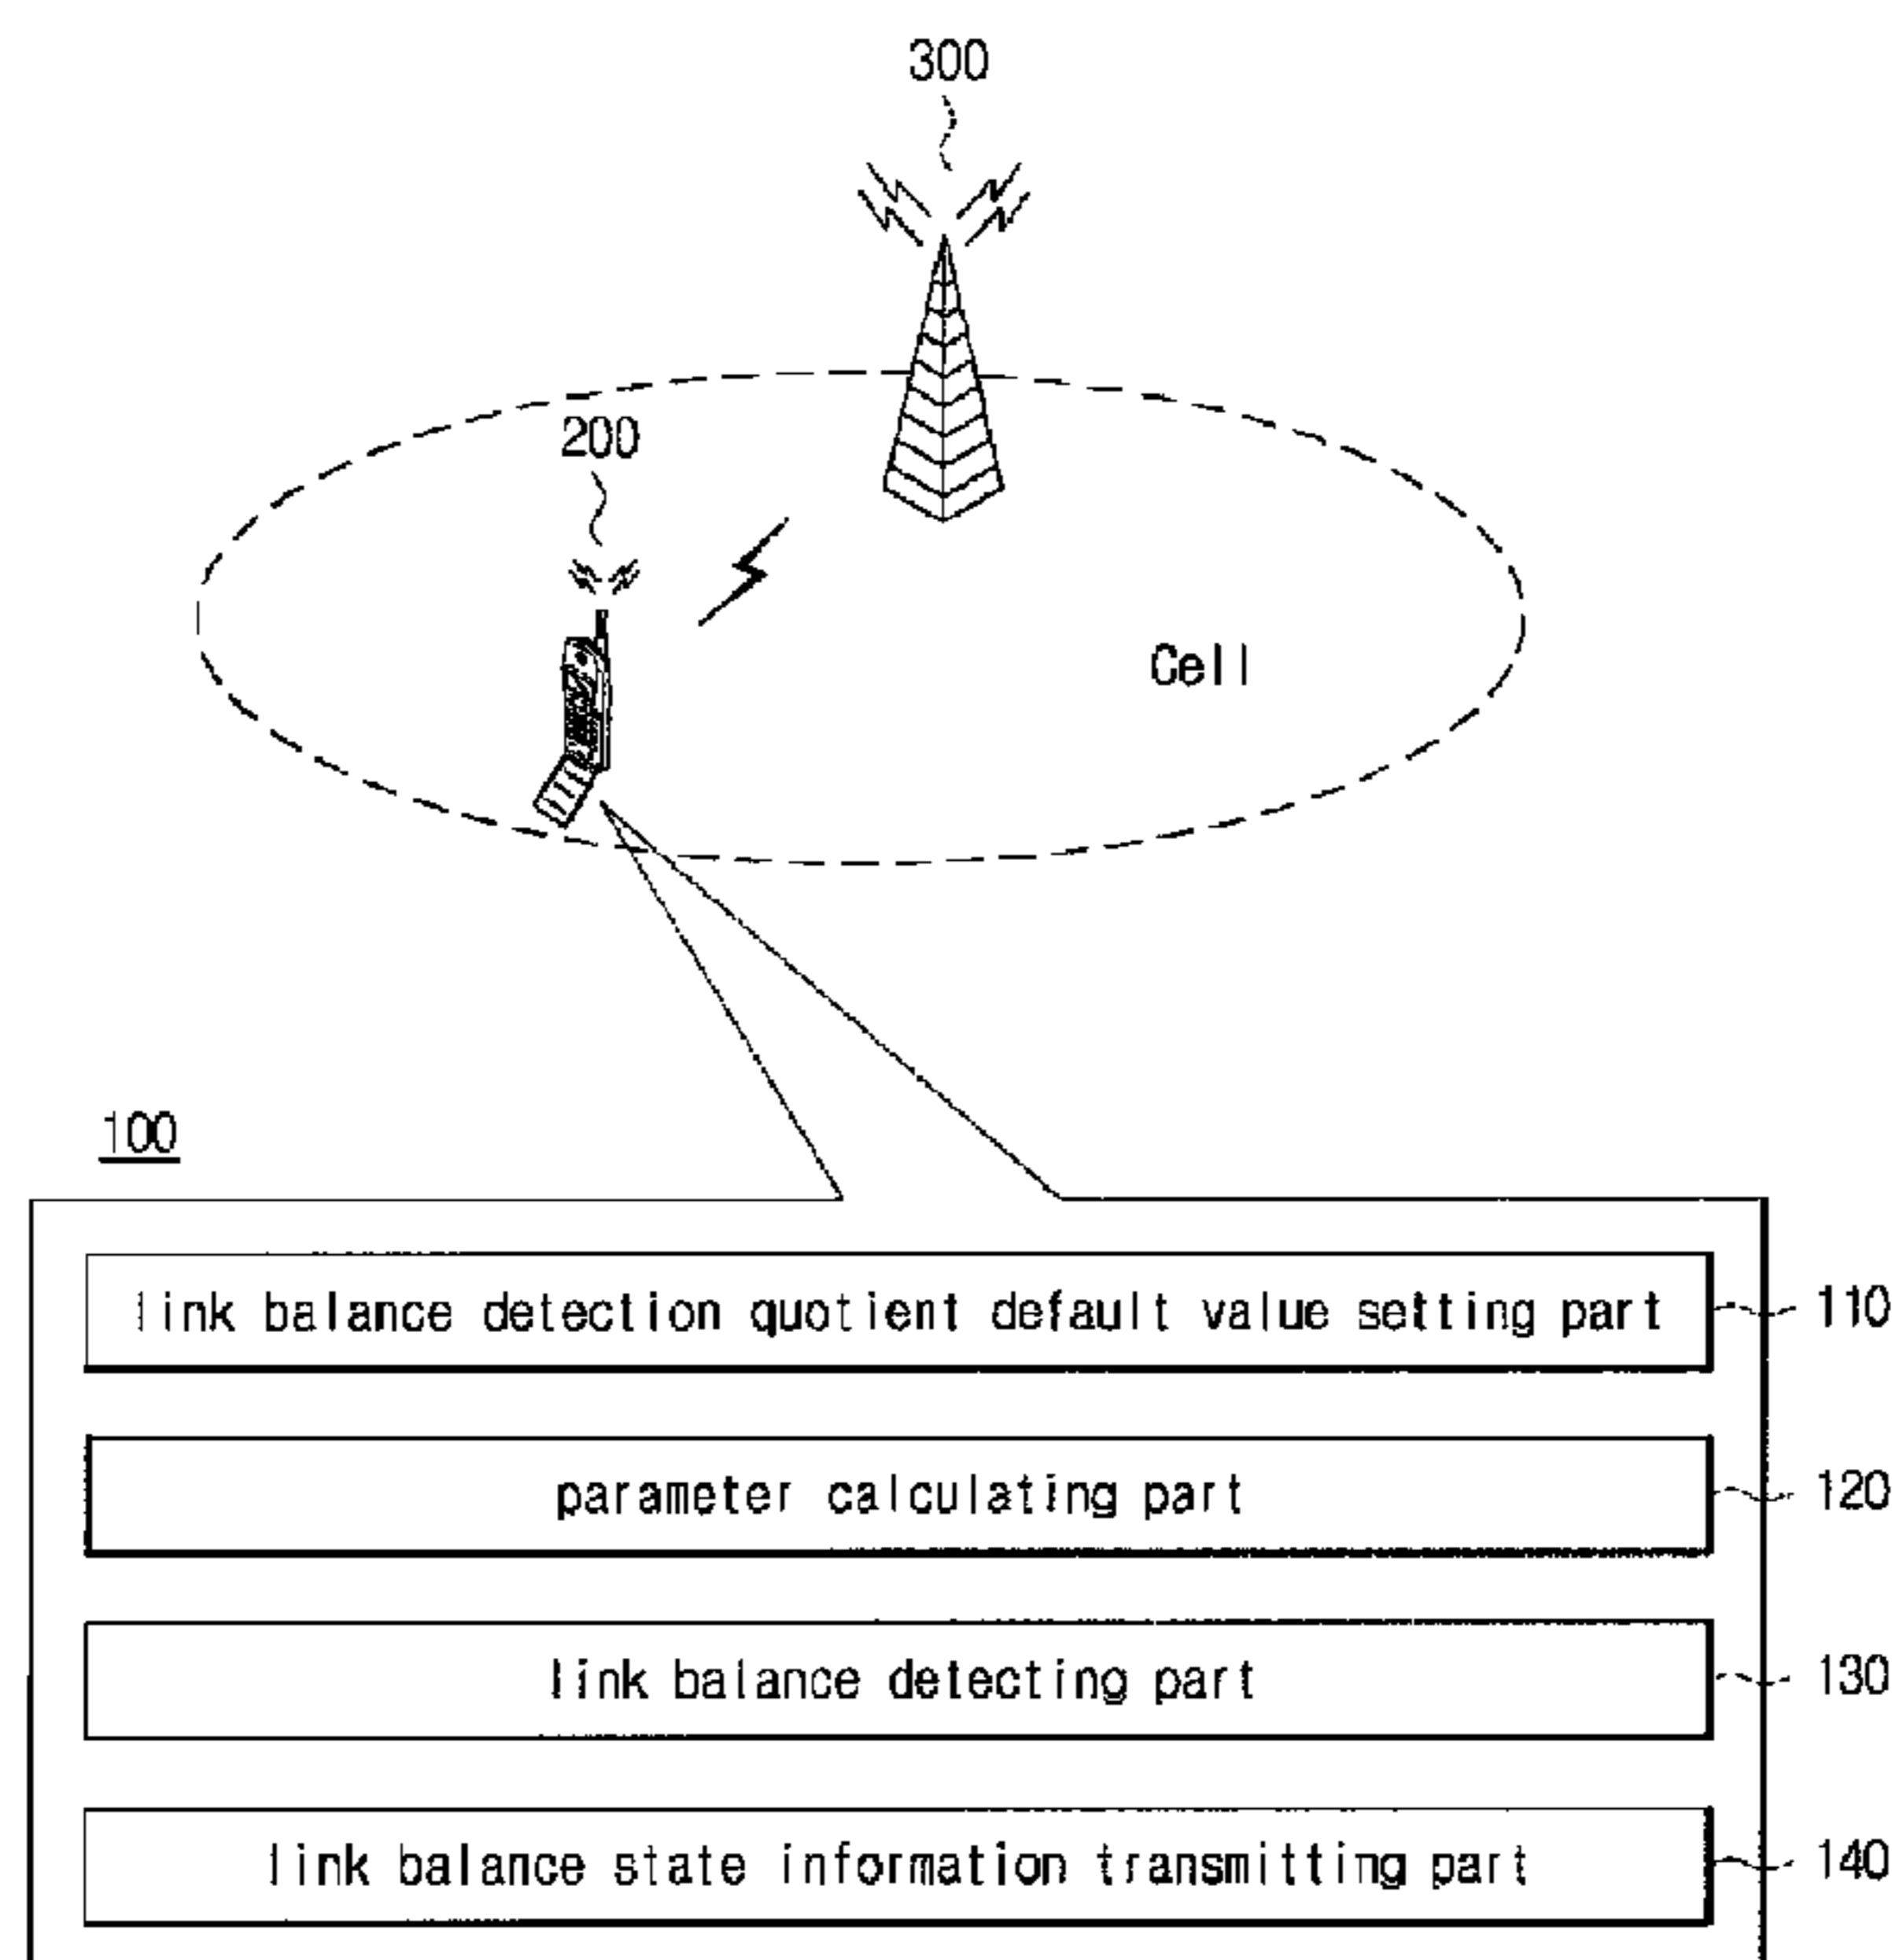 300
200
Cell
100
link balance detection quotient default value setting part 110
parameter calculating part 120
link balance detecting part 130
link balance state information transmitting part 140